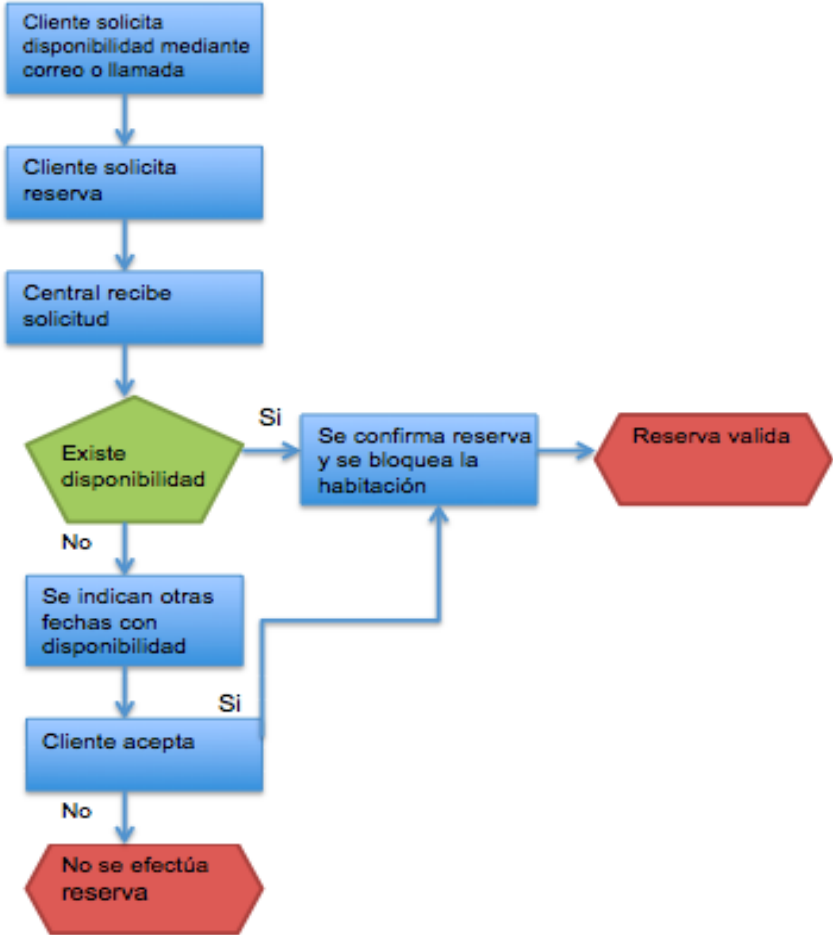 Cliente solicita
disponibilidad mediante
correo o llamada
Cliente solicita
reserva
Central recibe
solicitud
Existe
disponibilidad
Si
Se confirma reserva
y se bloquea la
habitación
Reserva valida
No
Se indican otras
fechas con
disponibilidad
Si
Cliente acepta
No
No se efectúa
reserva